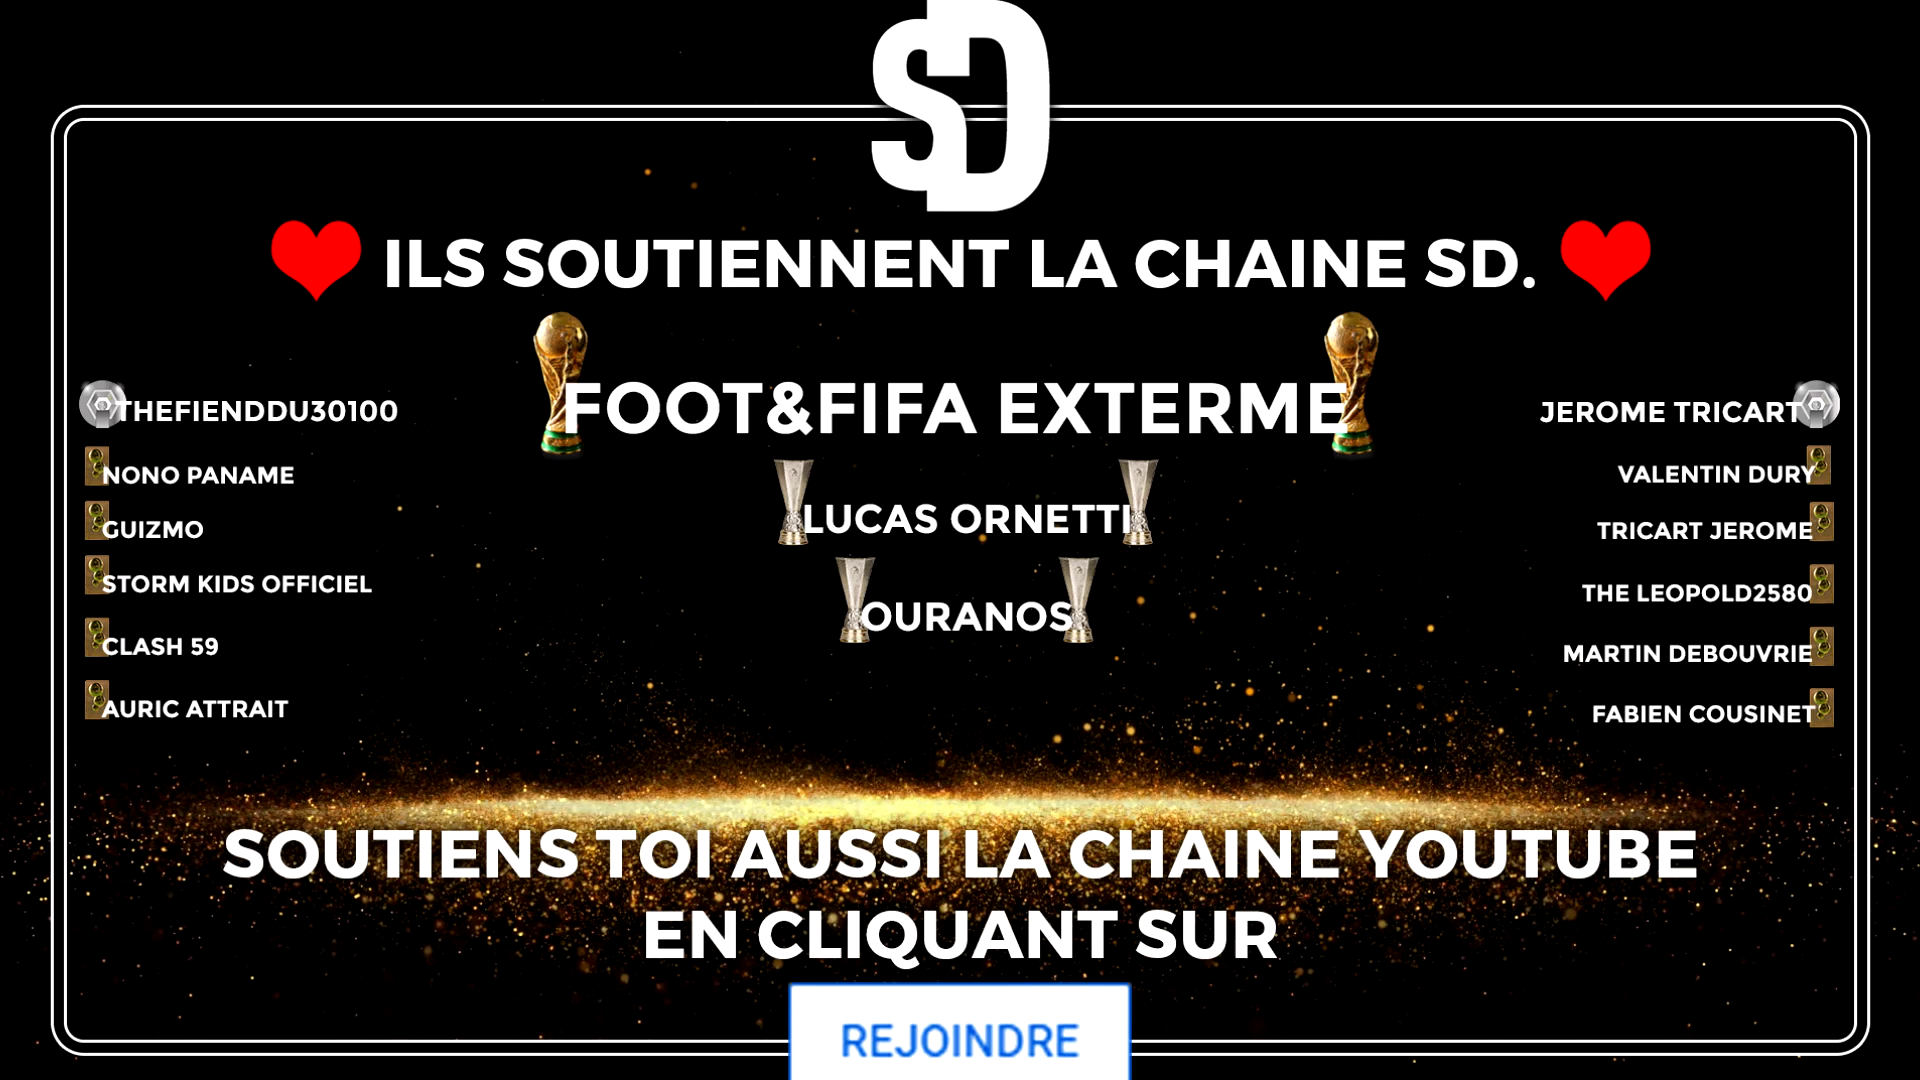 SD
ILS SOUTIENNENT LA CHAINE SD.
FOOT&FIFA EXTERME
LUCAS ORNETTI
OURANOS
THEFIENDDU30100
NONO PANAME
GUIZMO
STORM KIDS OFFICIEL
CLASH 59
AURIC ATTRAIT
JEROME TRICART
VALENTIN DURY
TRICART JEROME
THE LEOPOLD2580
MARTIN DEBOUVRIE
FABIEN COUSINET
SOUTIENS TOI AUSSI LA CHAINE YOUTUBE
EN CLIQUANT SUR
REJOINDRE